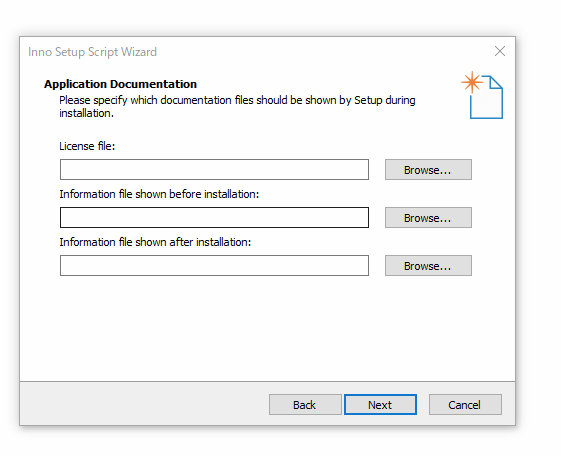 Inno Setup Script Wizard
Application Documentation
Please specify which documentation files should be shown by Setup during
installation.
License file:
Browse...
Information file shown before installation:
Browse...
Information file shown after installation:
Browse...
Back
Next
Cancel